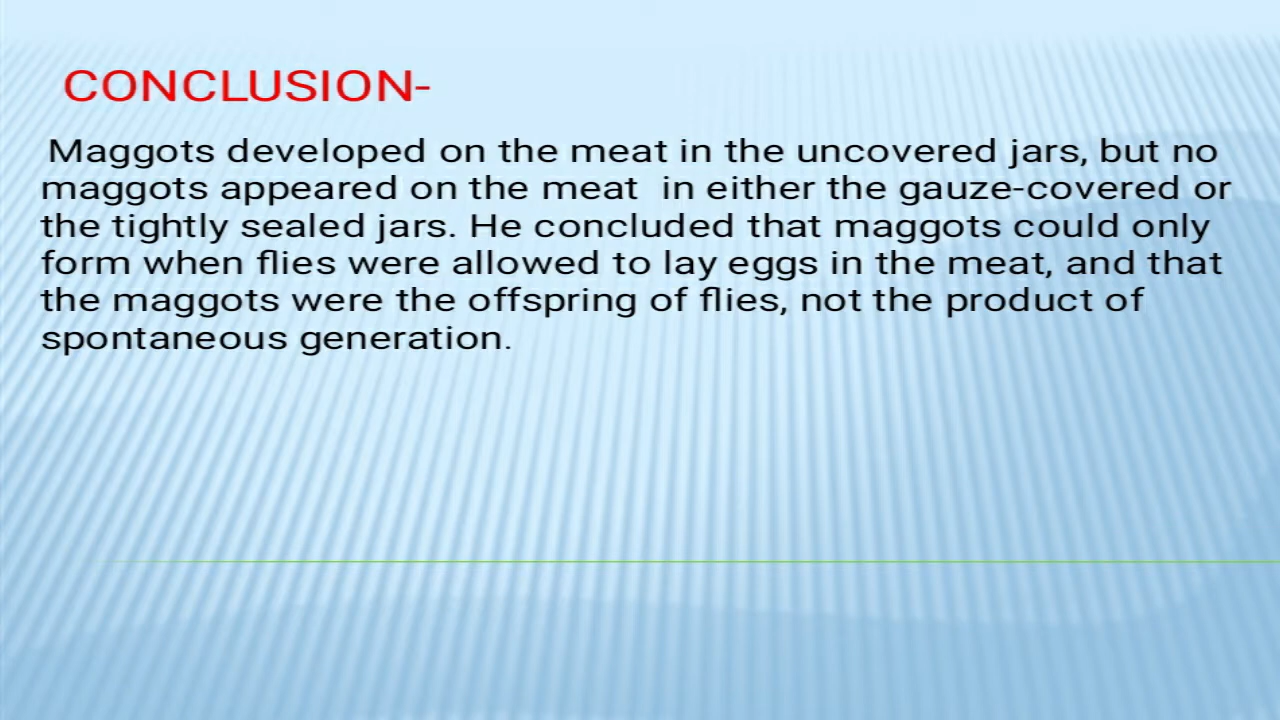 CONCLUSION-
Maggots developed on the meat in the uncovered jars, but no
maggots appeared on the meat  in either the gauze-covered or
the tightly sealed jars. He concluded that maggots could only
form when flies were allowed to lay eggs in the meat, and that
the maggots were the offspring of flies, not the product of
spontaneous generation.